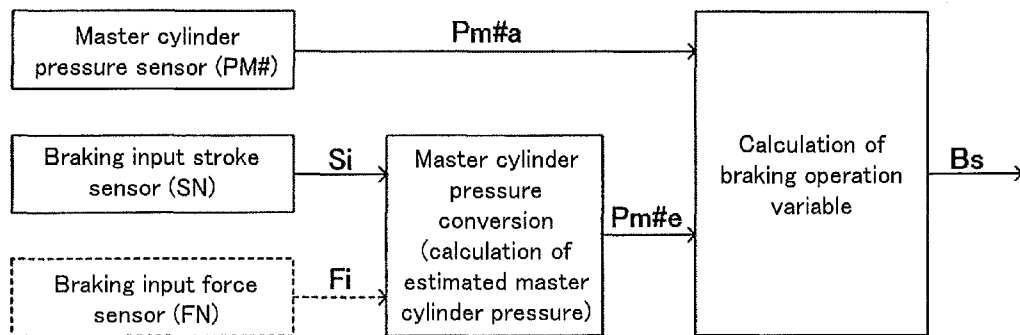 Master cylinder
pressure sensor (PM#)
Pm#a
Braking input stroke
sensor (SN)
Si
Braking input force
sensor (FN)
Fi
Master cylinder
pressure
conversion
(calculation of
estimated master
cylinder pressure)
Pm#e
Calculation of
braking operation
variable
Bs